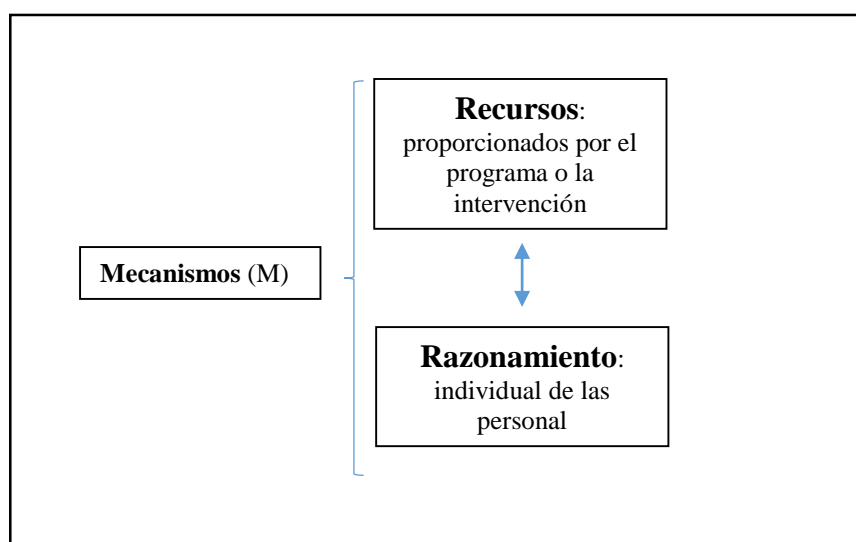 Recursos:
proporcionados por el
programa o la
intervención
Mecanismos (M)
Razonamiento:
individual de las
personal